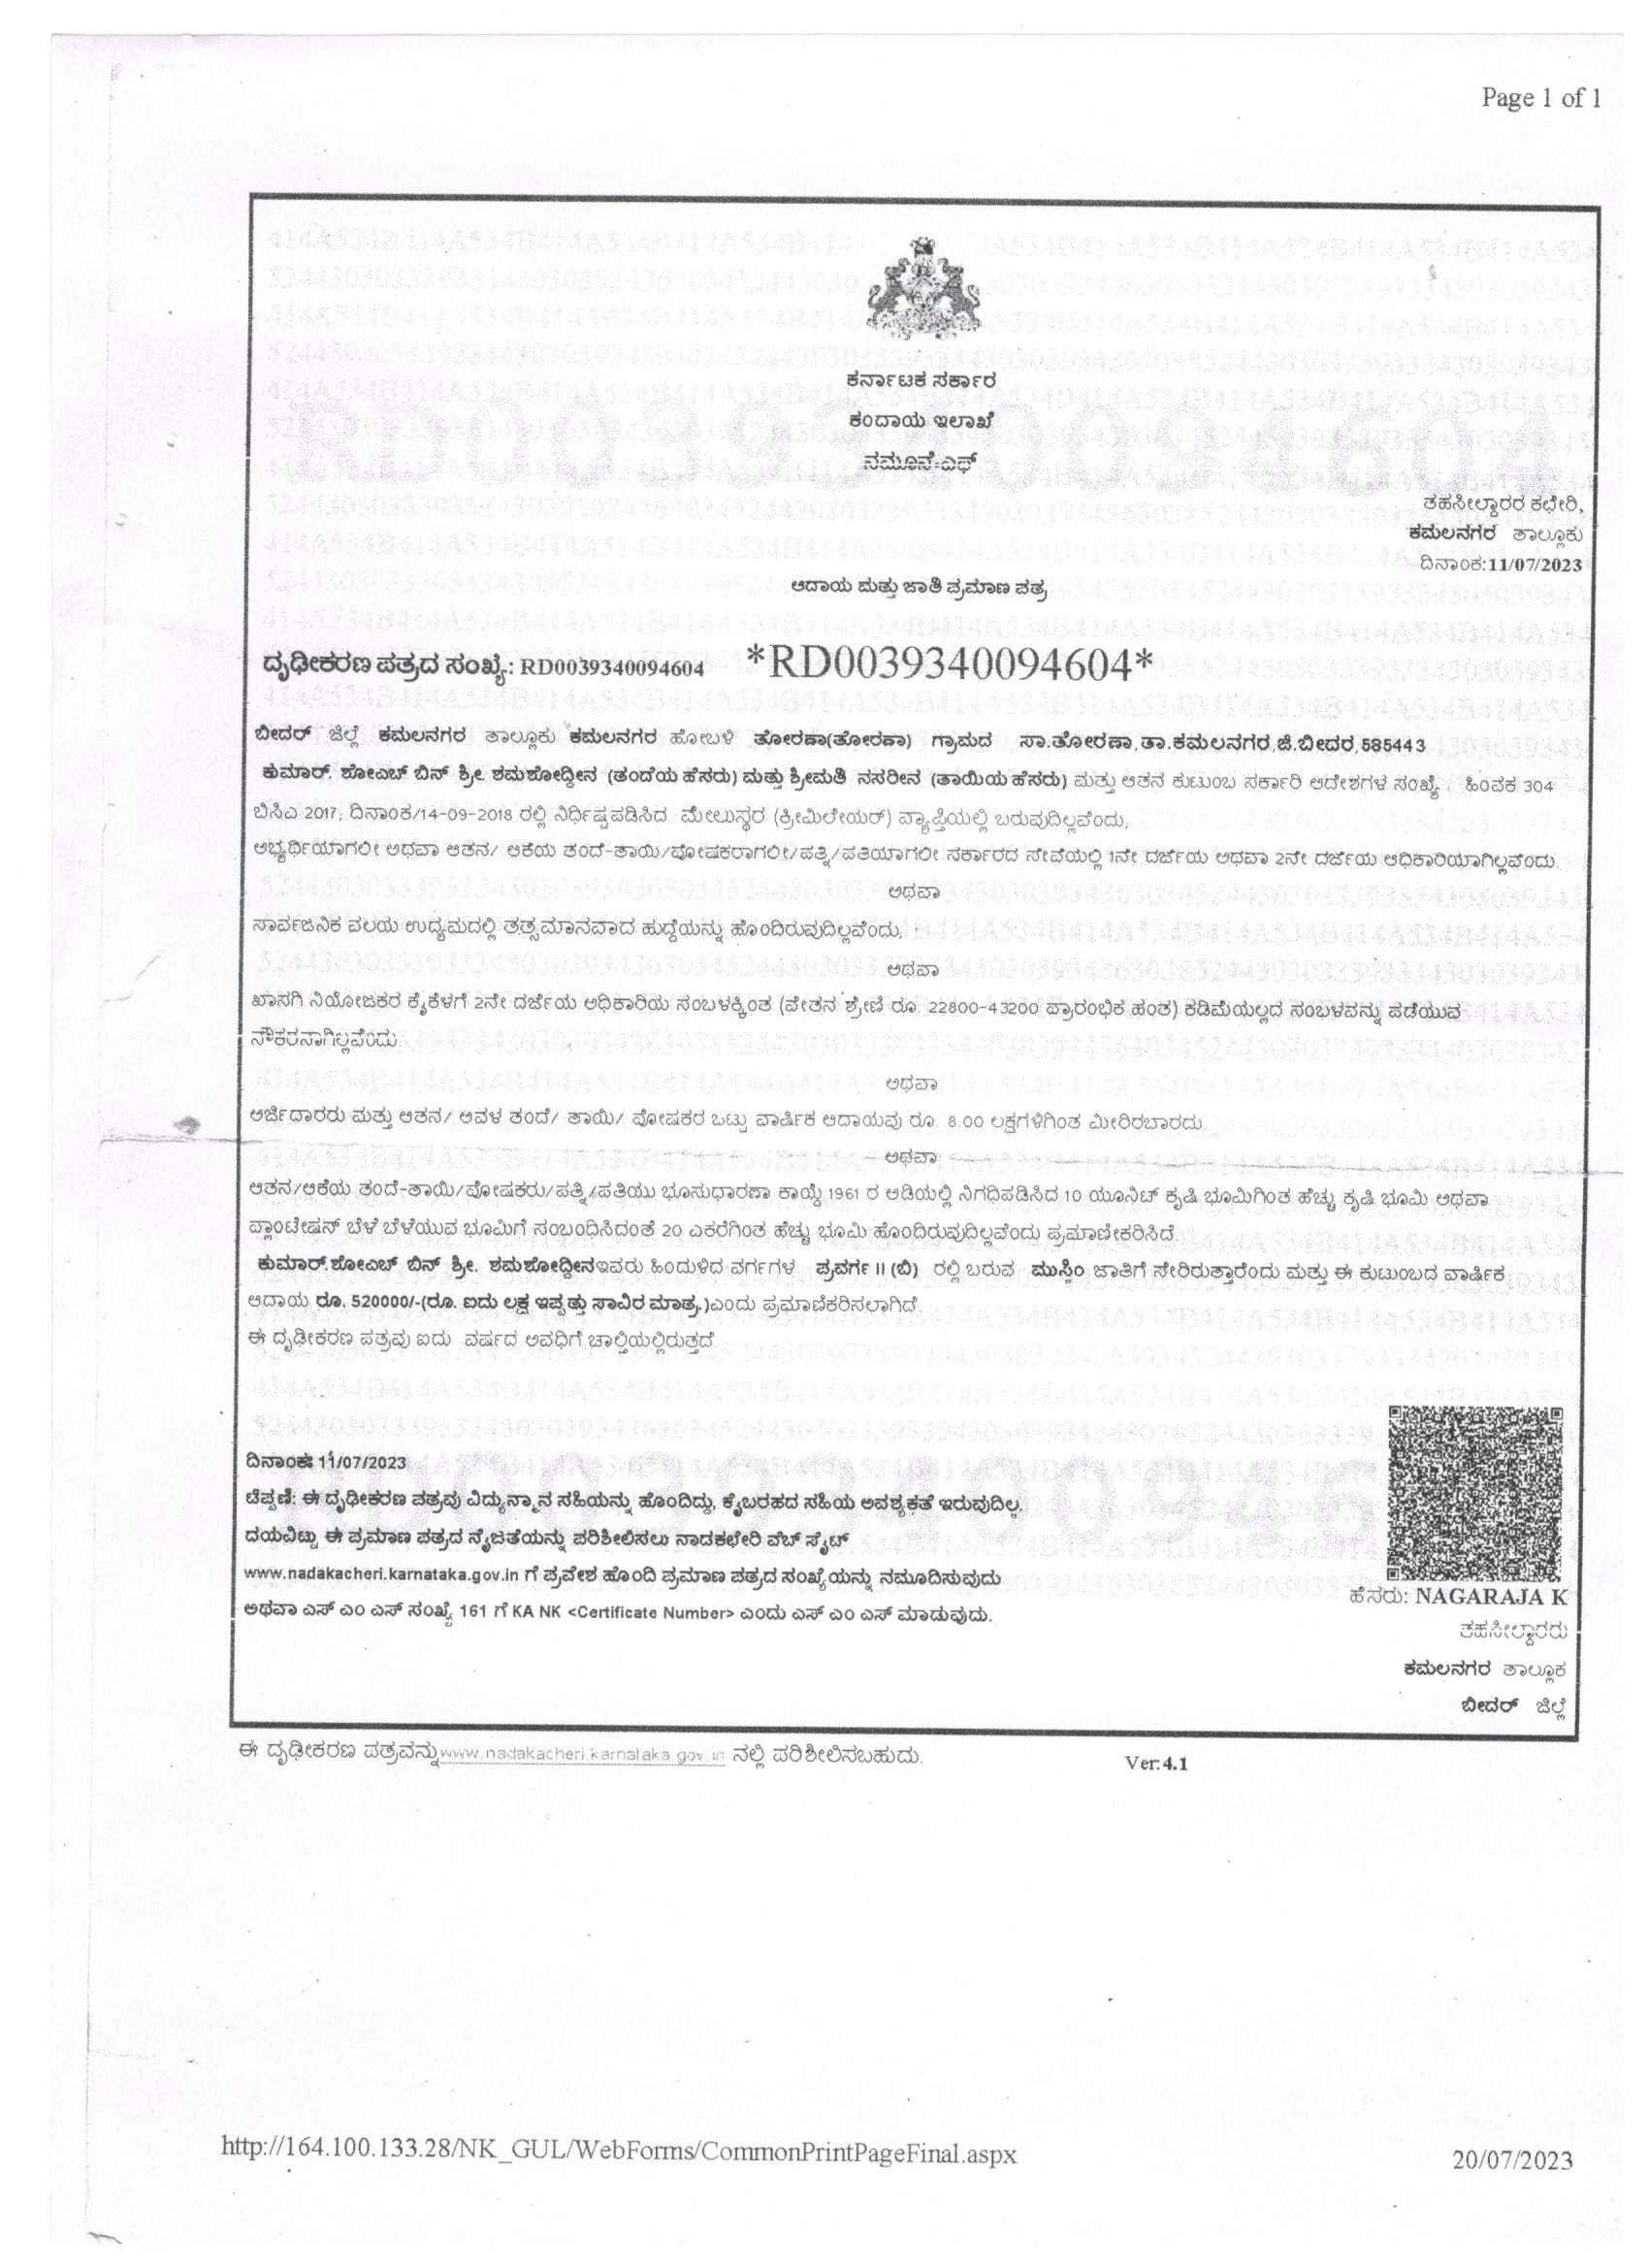 Page 1 of 1
ಕರ್ನಾಟಕ ಸರ್ಕಾರ
ಕಂದಾಯ ಇಲಾಖೆ
ನಮೂನೆ-ಎಫ್
ತಹಸೀಲ್ದಾರರ ಕಛೇರಿ,
ಕಮಲನಗರ ತಾಲ್ಲೂಕು
ದಿನಾಂಕ:11/07/2023
ಆದಾಯ ಮತ್ತು ಜಾತಿ ಪ್ರಮಾಣ ಪತ್ರ
ದೃಢೀಕರಣ ಪತ್ರದ ಸಂಖ್ಯೆ: RD0039340094604 *RD0039340094604*
ಬೀದರ್ ಜಿಲ್ಲೆ ಕಮಲನಗರ ತಾಲ್ಲೂಕು ಕಮಲನಗರ ಹೋಬಳಿ ತೋರಣಾ(ತೋರಣಾ) ಗ್ರಾಮದ ಸಾ.ತೋರಣಾ,ತಾ.ಕಮಲನಗರ,ಜಿ.ಬೀದರ,585443
ಕುಮಾರ್. ಶೋಎಬ್ ಬಿನ್ ಶ್ರೀ. ಶಮಶೋದ್ದೀನ (ತಂದೆಯ ಹೆಸರು) ಮತ್ತು ಶ್ರೀಮತಿ ನಸರೀನ (ತಾಯಿಯ ಹೆಸರು) ಮತ್ತು ಆತನ ಕುಟುಂಬ ಸರ್ಕಾರಿ ಆದೇಶಗಳ ಸಂಖ್ಯೆ : ಹಿಂವಕ 304
ಬಿಸಿಎ 2017, ದಿನಾಂಕ/14-09-2018 ರಲ್ಲಿ ನಿರ್ಧಿಷ್ಟಪಡಿಸಿದ ಮೇಲುಸ್ಥರ (ಕ್ರೀಮಿಲೇಯರ್) ವ್ಯಾಪ್ತಿಯಲ್ಲಿ ಬರುವುದಿಲ್ಲವೆಂದು,
ಅಭ್ಯರ್ಥಿಯಾಗಲೀ ಅಥವಾ ಆತನ/ ಆಕೆಯ ತಂದೆ-ತಾಯಿ/ಪೋಷಕರಾಗಲೀ/ಪತ್ನಿ/ಪತಿಯಾಗಲೀ ಸರ್ಕಾರದ ಸೇವೆಯಲ್ಲಿ 1ನೇ ದರ್ಜೆಯ ಅಥವಾ 2ನೇ ದರ್ಜೆಯ ಅಧಿಕಾರಿಯಾಗಿಲ್ಲವೆಂದು.
ಅಥವಾ
ಸಾರ್ವಜನಿಕ ವಲಯ ಉದ್ಯಮದಲ್ಲಿ ತತ್ಸಮಾನವಾದ ಹುದ್ದೆಯನ್ನು ಹೊಂದಿರುವುದಿಲ್ಲವೆಂದು,
ಅಥವಾ
ಖಾಸಗಿ ನಿಯೋಜಕರ ಕೈಕೆಳಗೆ 2ನೇ ದರ್ಜೆಯ ಅಧಿಕಾರಿಯ ಸಂಬಳಕ್ಕಿಂತ (ವೇತನ ಶ್ರೇಣಿ ರೂ. 22800-43200 ಪ್ರಾರಂಭಿಕ ಹಂತ) ಕಡಿಮೆಯಲ್ಲದ ಸಂಬಳವನ್ನು ಪಡೆಯುವ
ನೌಕರನಾಗಿಲ್ಲವೆಂದು
ಅಥವಾ
ಅರ್ಜಿದಾರರು ಮತ್ತು ಆತನ/ ಅವಳ ತಂದೆ/ ತಾಯಿ/ ಪೋಷಕರ ಒಟ್ಟು ವಾರ್ಷಿಕ ಆದಾಯವು ರೂ. 8.00 ಲಕ್ಷಗಳಿಗಿಂತ ಮೀರಿರಬಾರದು.
ಅಥವಾ
ಆತನ/ಆಕೆಯ ತಂದೆ-ತಾಯಿ/ಪೋಷಕರು/ಪತ್ನಿ/ಪತಿಯು ಭೂಸುಧಾರಣಾ ಕಾಯ್ದೆ 1961 ರ ಅಡಿಯಲ್ಲಿ ನಿಗಧಿಪಡಿಸಿದ 10 ಯೂನಿಟ್ ಕೃಷಿ ಭೂಮಿಗಿಂತ ಹೆಚ್ಚು ಕೃಷಿ ಭೂಮಿ ಅಥವಾ
ಪ್ಲಾಂಟೇಷನ್ ಬೆಳೆ ಬೆಳೆಯುವ ಭೂಮಿಗೆ ಸಂಬಂಧಿಸಿದಂತೆ 20 ಎಕರೆಗಿಂತ ಹೆಚ್ಚು ಭೂಮಿ ಹೊಂದಿರುವುದಿಲ್ಲವೆಂದು ಪ್ರಮಾಣೀಕರಿಸಿದೆ.
ಕುಮಾರ್.ಶೋಎಬ್ ಬಿನ್ ಶ್ರೀ. ಶಮಶೋದ್ದೀನಇವರು ಹಿಂದುಳಿದ ವರ್ಗಗಳ ಪ್ರವರ್ಗ II (ಬಿ) ರಲ್ಲಿ ಬರುವ ಮುಸ್ಲಿಂ ಜಾತಿಗೆ ಸೇರಿರುತ್ತಾರೆಂದು ಮತ್ತು ಈ ಕುಟುಂಬದ ವಾರ್ಷಿಕ
ಆದಾಯ ರೂ. 520000/-(ರೂ. ಐದು ಲಕ್ಷ ಇಪ್ಪತ್ತು ಸಾವಿರ ಮಾತ್ರ.)ಎಂದು ಪ್ರಮಾಣಿಕರಿಸಲಾಗಿದೆ.
ಈ ದೃಢೀಕರಣ ಪತ್ರವು ಐದು ವರ್ಷದ ಅವಧಿಗೆ ಚಾಲ್ತಿಯಲ್ಲಿರುತ್ತದೆ.
ದಿನಾಂಕ: 11/07/2023
ಟಿಪ್ಪಣಿ: ಈ ದೃಢೀಕರಣ ಪತ್ರವು ವಿದ್ಯುನ್ಮಾನ ಸಹಿಯನ್ನು ಹೊಂದಿದ್ದು, ಕೈಬರಹದ ಸಹಿಯ ಅವಶ್ಯಕತೆ ಇರುವುದಿಲ್ಲ.
ದಯವಿಟ್ಟು ಈ ಪ್ರಮಾಣ ಪತ್ರದ ನೈಜತೆಯನ್ನು ಪರಿಶೀಲಿಸಲು ನಾಡಕಛೇರಿ ವೆಬ್ ಸೈಟ್
www.nadakacheri.karnataka.gov.in ಗೆ ಪ್ರವೇಶ ಹೊಂದಿ ಪ್ರಮಾಣ ಪತ್ರದ ಸಂಖ್ಯೆಯನ್ನು ನಮೂದಿಸುವುದು
ಅಥವಾ ಎಸ್ ಎಂ ಎಸ್ ಸಂಖ್ಯೆ 161 ಗೆ KA NK <Certificate Number> ಎಂದು ಎಸ್ ಎಂ ಎಸ್ ಮಾಡುವುದು.
ಹೆಸರು: NAGARAJA K
ತಹಸೀಲ್ದಾರರು
ಕಮಲನಗರ ತಾಲ್ಲೂಕ
ಬೀದರ್ ಜಿಲ್ಲೆ
ಈ ದೃಢೀಕರಣ ಪತ್ರವನ್ನುwww.nadakacheri.karnataka.gov.in ನಲ್ಲಿ ಪರಿಶೀಲಿಸಬಹುದು.
Ver:4.1
http://164.100.133.28/NK_GUL/WebForms/CommonPrintPageFinal.aspx
20/07/2023